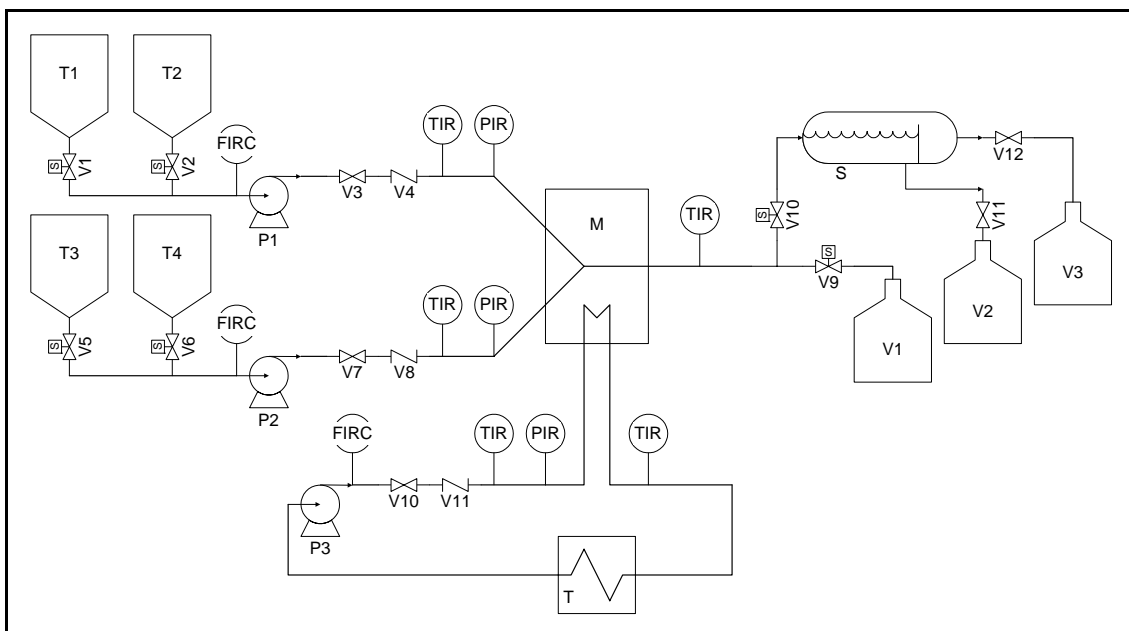 T1
T2
S
V1
S
V2
FIRC
P1
V3
V4
TIR
PIR
T3
T4
S
V5
S
V6
FIRC
P2
V7
V8
TIR
PIR
M
TIR
S
V10
S
V9
S
V12
V11
V1
V2
V3
FIRC
P3
V10
V11
TIR
PIR
TIR
T